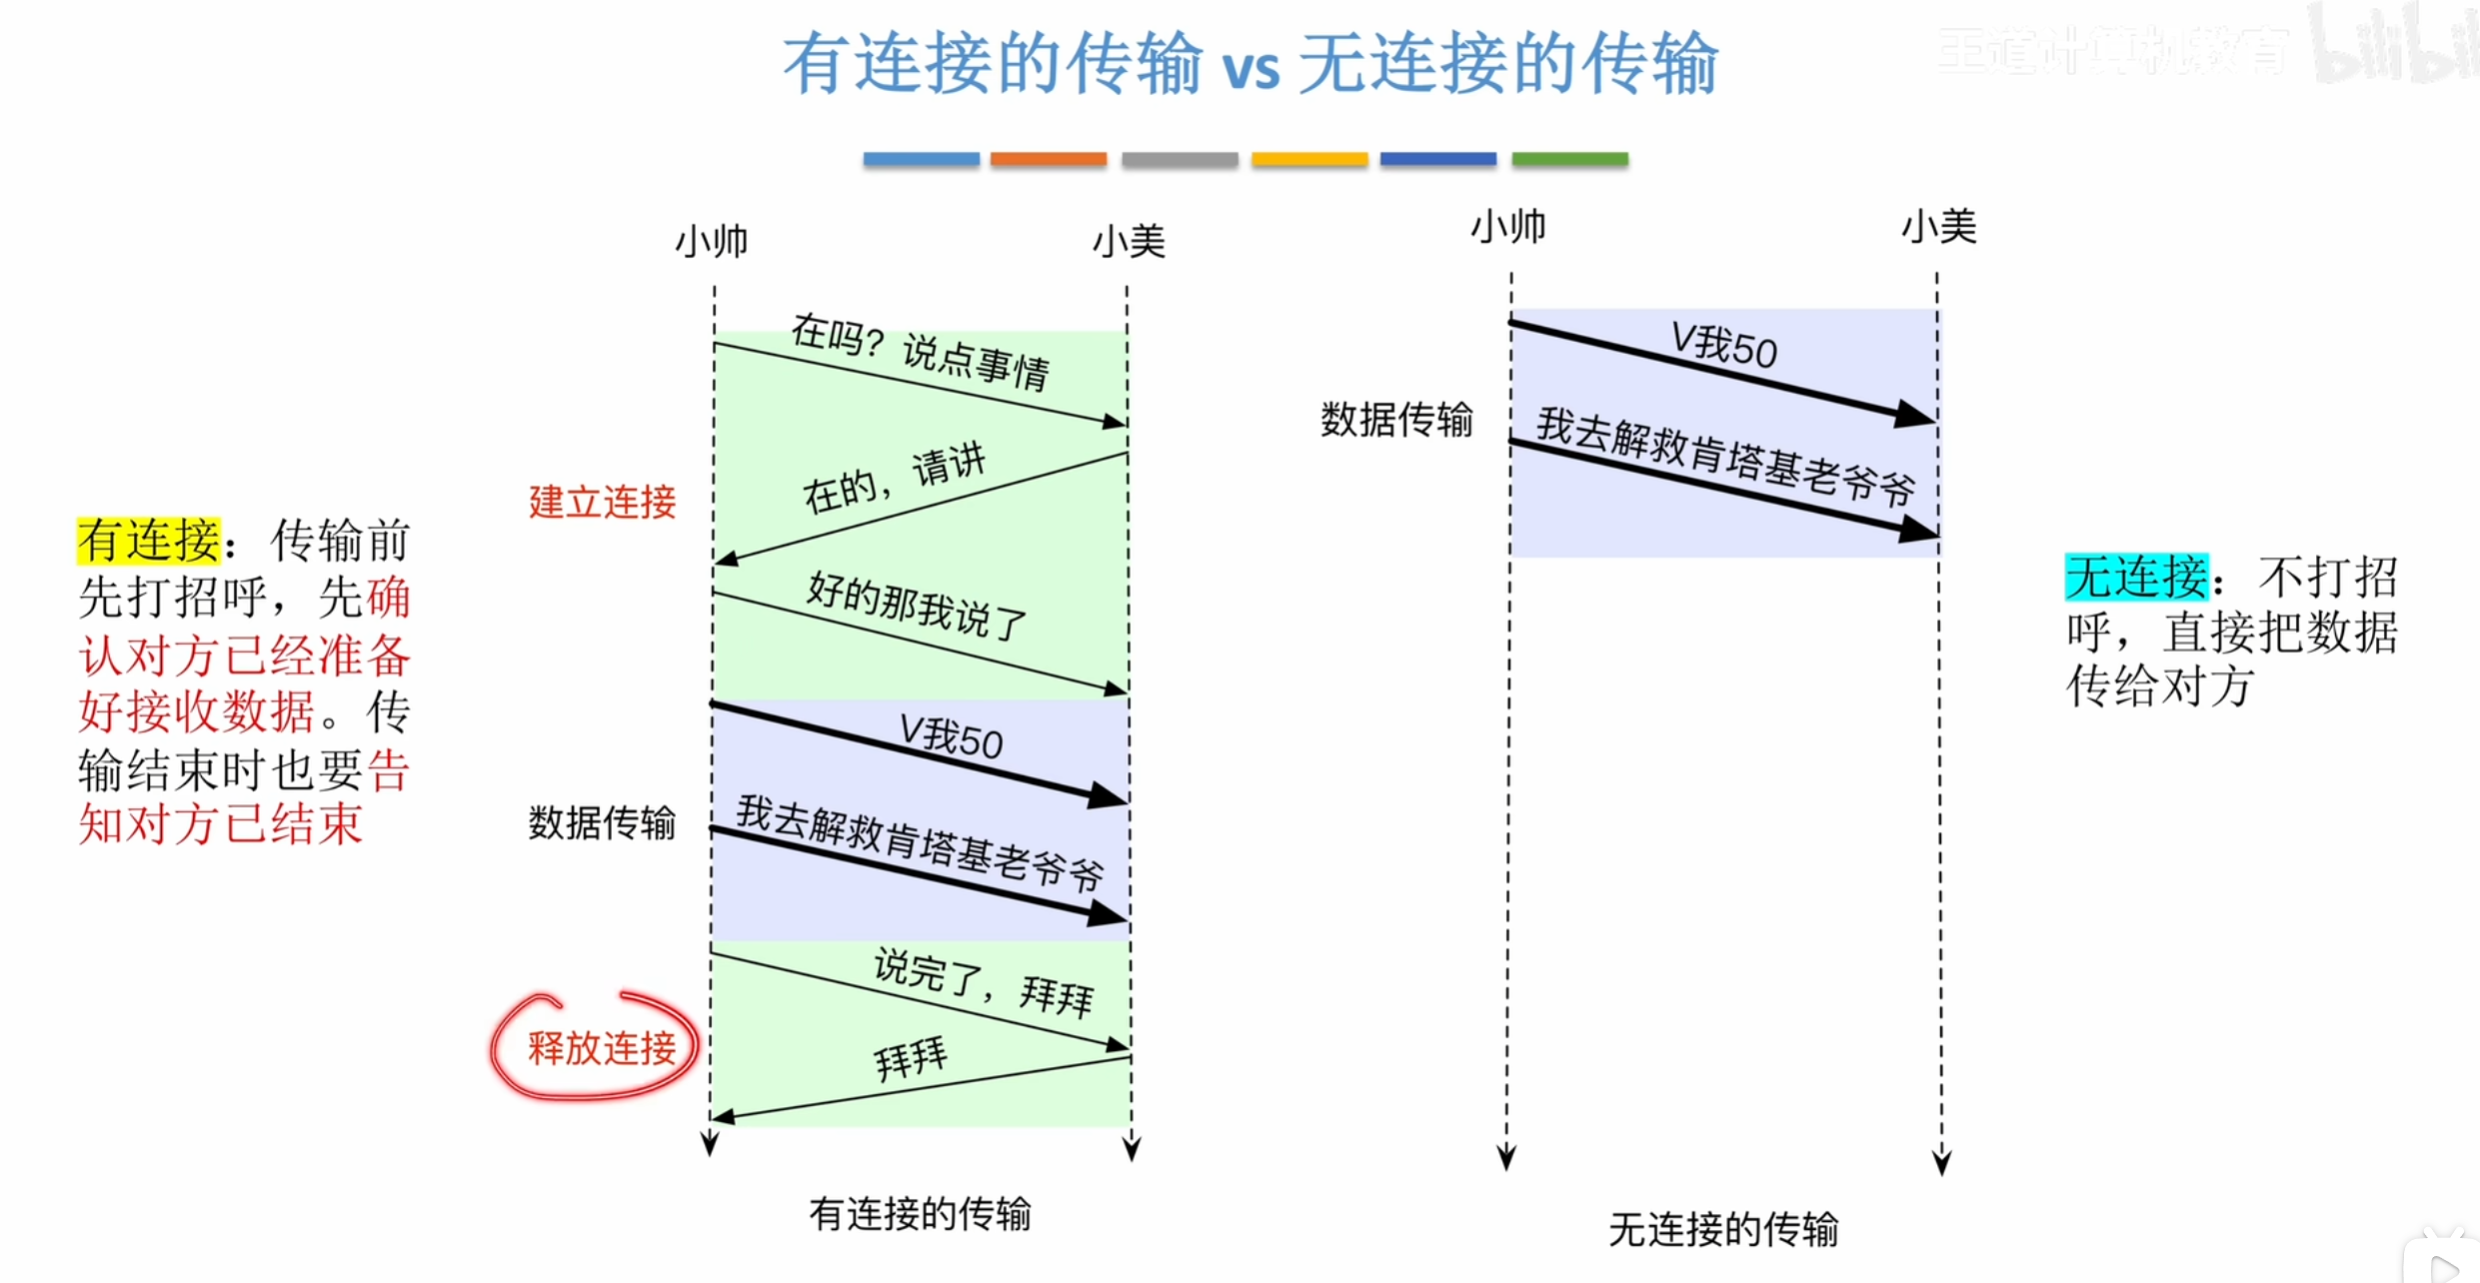 有连接的传输 vs 无连接的传输
王道计算机教育
bilibili
小帅
小美
在吗？说点事情
在的，请讲
好的那我说了
建立连接
V我50
我去解救肯塔基老爷爷
数据传输
说完了，拜拜
拜拜
释放连接
有连接的传输
有连接：传输前
先打招呼，先确
认对方已经准备
好接收数据。传
输结束时也要告
知对方已结束
小帅
小美
V我50
我去解救肯塔基老爷爷
数据传输
无连接的传输
无连接：不打招
呼，直接把数据
传给对方